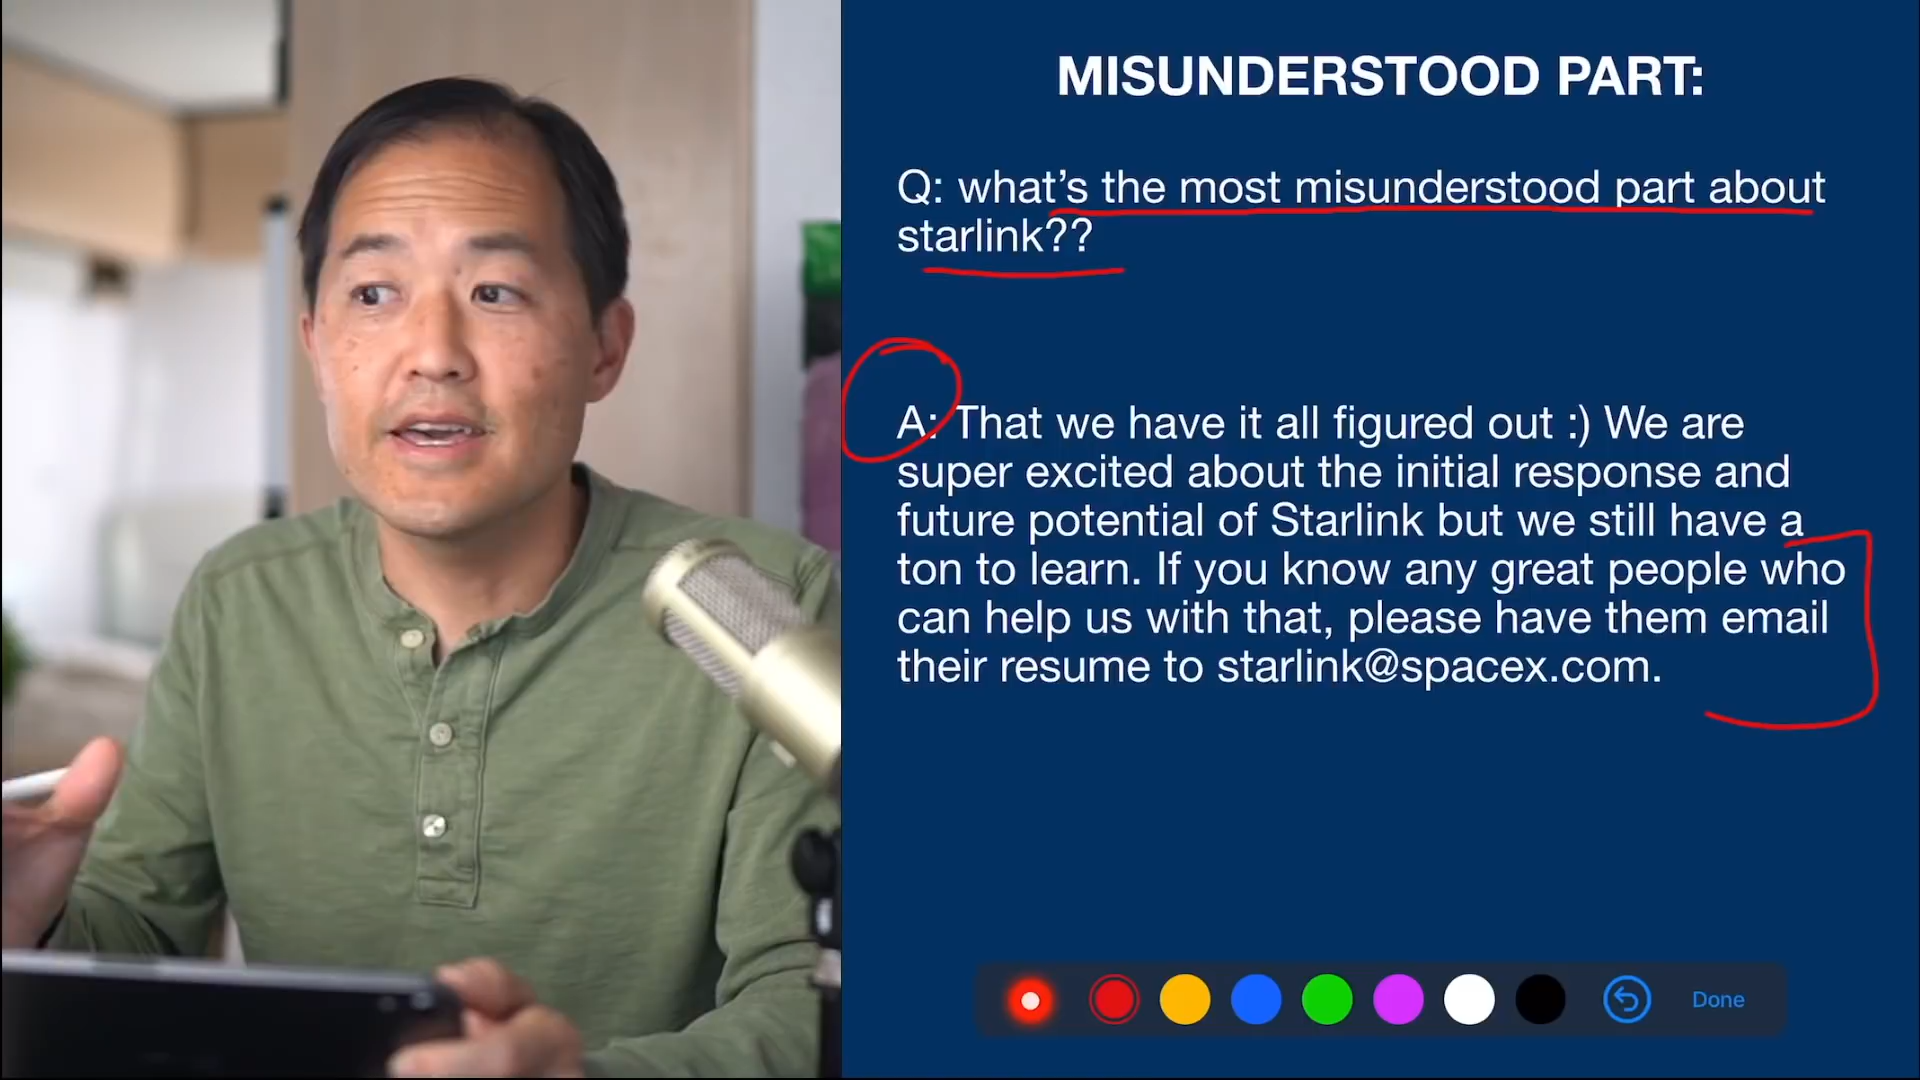 MISUNDERSTOOD PART:
Q: what’s the most misunderstood part about
starlink??
A: That we have it all figured out :) We are
super excited about the initial response and
future potential of Starlink but we still have a
ton to learn. If you know any great people who
can help us with that, please have them email
their resume to starlink@spacex.com.
Done